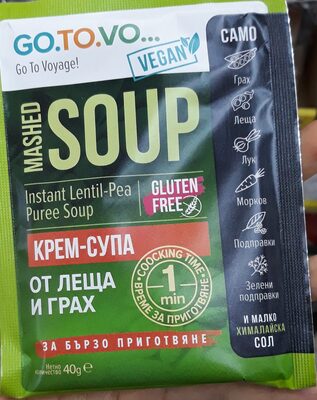 GO.TO.VO...
Go To Voyage!
VEGAN
MASHED
SOUP
Instant Lentil-Pea
Puree Soup
GLUTEN
FREE
КРЕМ-СУПА
ОТ ЛЕЩА
И ГРАХ
COOCKING TIME
1
min
ВРЕМЕ ЗА ПРИГОТВЯНЕ
ЗА БЪРЗО ПРИГОТВЯНЕ
Нетно
количество 40g ℮
САМО
Грах
Леща
Лук
Морков
Подправки
Зелени
подправки
И МАЛКО
ХИМАЛАЙСКА
СОЛ